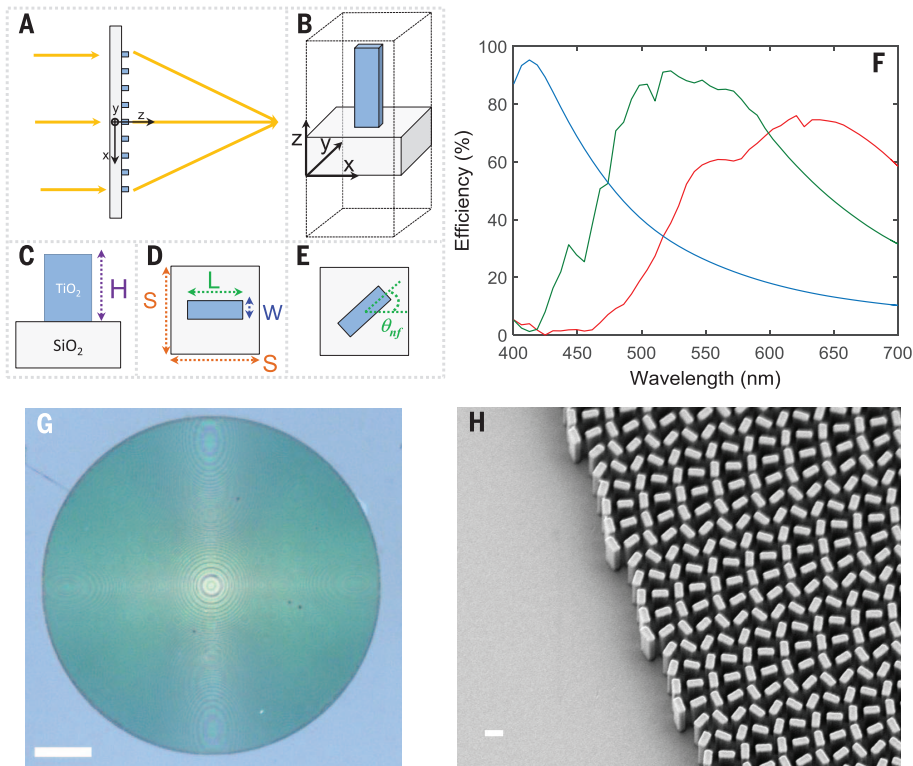 A
y
z
x
B
z
y
x
C
TiO₂
H
SiO₂
D
L
S
W
S
E
θnf
F
Efficiency (%)
100
80
60
40
20
0
400
450
500
550
600
650
700
Wavelength (nm)
G
H